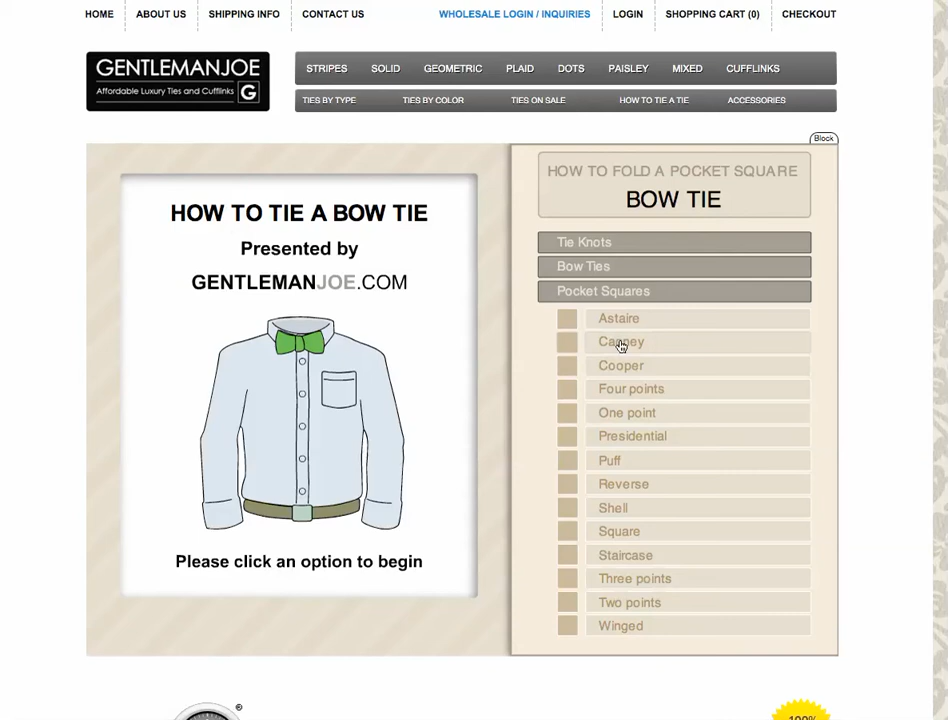 HOME ABOUT US SHIPPING INFO CONTACT US WHOLESALE LOGIN / INQUIRIES LOGIN SHOPPING CART (0) CHECKOUT
GENTLEMANJOE
Affordable Luxury Ties and Cufflinks G
STRIPES SOLID GEOMETRIC PLAID DOTS PAISLEY MIXED CUFFLINKS
TIES BY TYPE TIES BY COLOR TIES ON SALE HOW TO TIE A TIE ACCESSORIES
Block
HOW TO TIE A BOW TIE
Presented by
GENTLEMANJOE.COM
Please click an option to begin
HOW TO FOLD A POCKET SQUARE
BOW TIE
Tie Knots
Bow Ties
Pocket Squares
Astaire
Cagney
Cooper
Four points
One point
Presidential
Puff
Reverse
Shell
Square
Staircase
Three points
Two points
Winged
®
100%